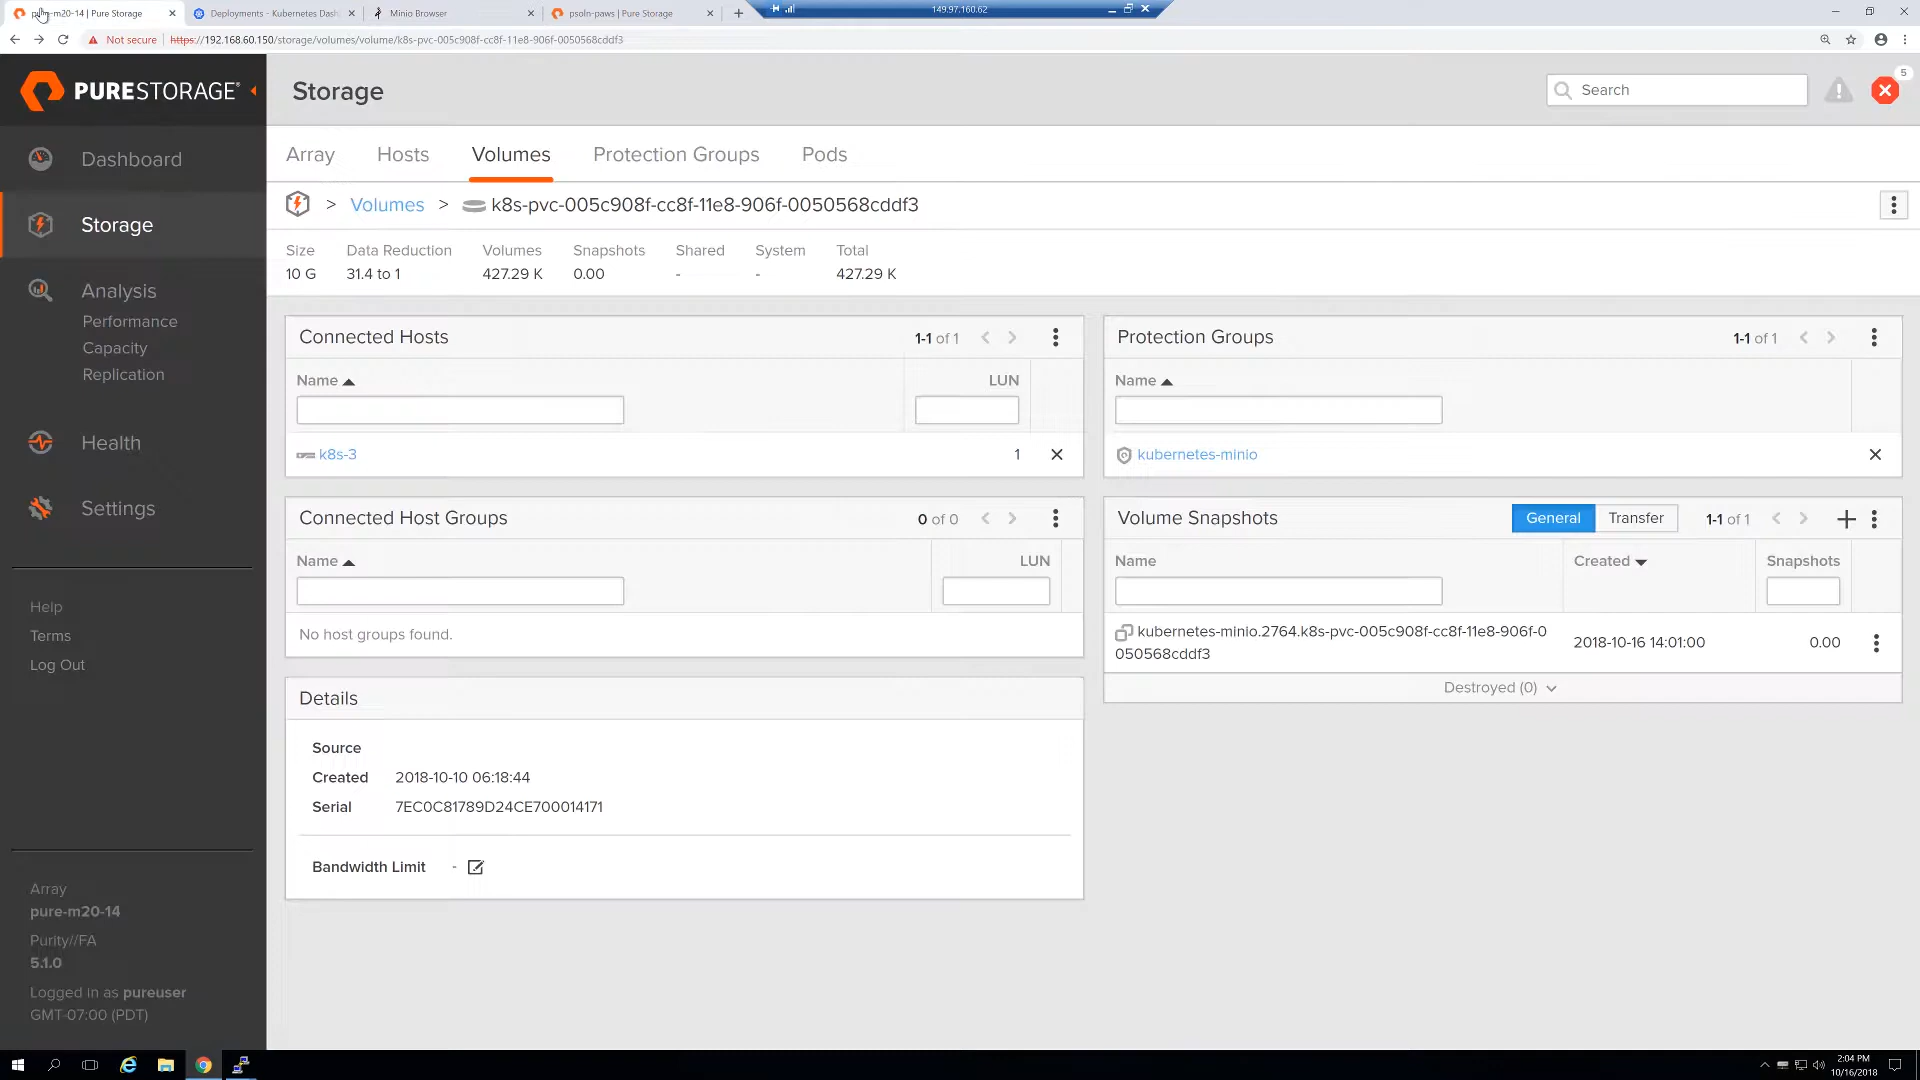 pure-m20-14 | Pure Storage
Deployments - Kubernetes Dash
Minio Browser
psoln-paws | Pure Storage
149.97.160.62
Not secure
https://192.168.60.150/storage/volumes/volume/k8s-pvc-005c908f-cc8f-11e8-906f-0050568cddf3
PURESTORAGE
Storage
Search
5
Dashboard
Storage
Analysis
Performance
Capacity
Replication
Health
Settings
Help
Terms
Log Out
Array
pure-m20-14
Purity//FA
5.1.0
Logged in as pureuser
GMT-07:00 (PDT)
Array
Hosts
Volumes
Protection Groups
Pods
> Volumes > k8s-pvc-005c908f-cc8f-11e8-906f-0050568cddf3
Size Data Reduction Volumes Snapshots Shared System Total
10 G 31.4 to 1 427.29 K 0.00 - - 427.29 K
Connected Hosts
1-1 of 1
Name
LUN
k8s-3
1
Connected Host Groups
0 of 0
Name
LUN
No host groups found.
Details
Source
Created 2018-10-10 06:18:44
Serial 7EC0C81789D24CE700014171
Bandwidth Limit -
Protection Groups
1-1 of 1
Name
kubernetes-minio
Volume Snapshots
General
Transfer
1-1 of 1
Name
Created
Snapshots
kubernetes-minio.2764.k8s-pvc-005c908f-cc8f-11e8-906f-0
050568cddf3
2018-10-16 14:01:00
0.00
Destroyed (0)
2:04 PM
10/16/2018